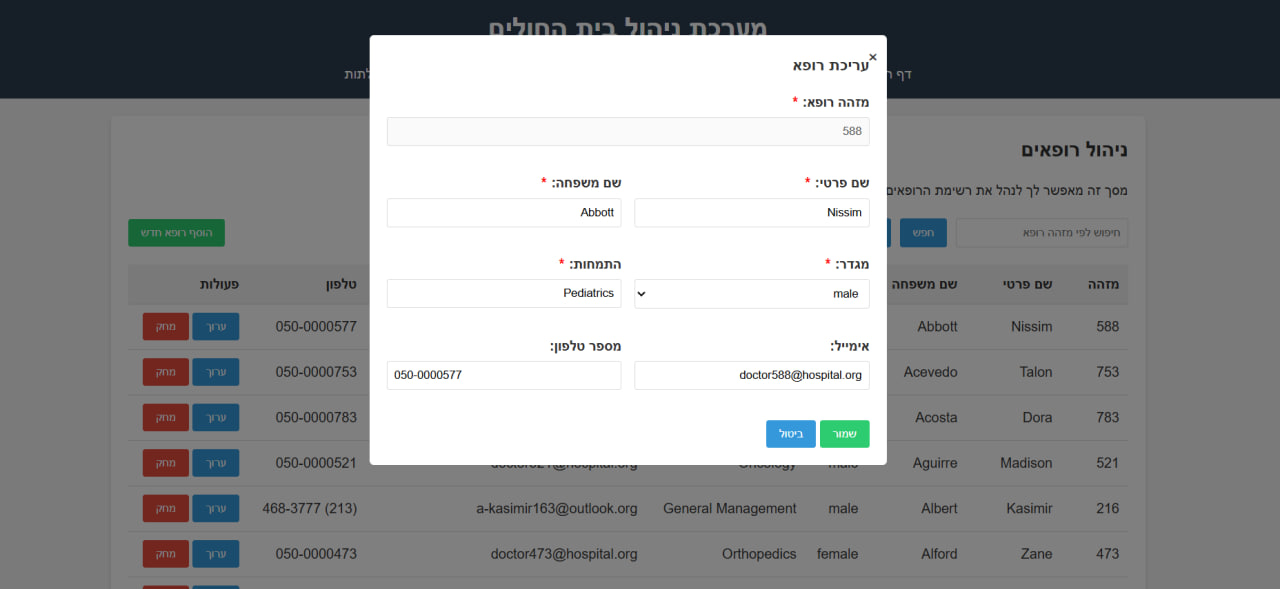 מערכת ניהול בית החולים
דף
×
עריכת רופא
מזהה רופא: *
588
שם פרטי: *
שם משפחה: *
Nissim
Abbott
מגדר: *
התמחות: *
male
Pediatrics
אימייל:
מספר טלפון:
doctor588@hospital.org
050-0000577
שמור
ביטול
ניהול רופאים
מסך זה מאפשר לך לנהל את רשימת הרופאים
חיפוש לפי מזהה רופא
חפש
הוסף רופא חדש
מזהה שם פרטי שם משפחה טלפון פעולות
588 Nissim Abbott 050-0000577 ערוך מחק
753 Talon Acevedo 050-0000753 ערוך מחק
783 Dora Acosta 050-0000783 ערוך מחק
521 Madison Aguirre male Oncology doctor521@hospital.org 050-0000521 ערוך מחק
216 Kasimir Albert male General Management a-kasimir163@outlook.org (213) 468-3777 ערוך מחק
473 Zane Alford female Orthopedics doctor473@hospital.org 050-0000473 ערוך מחק